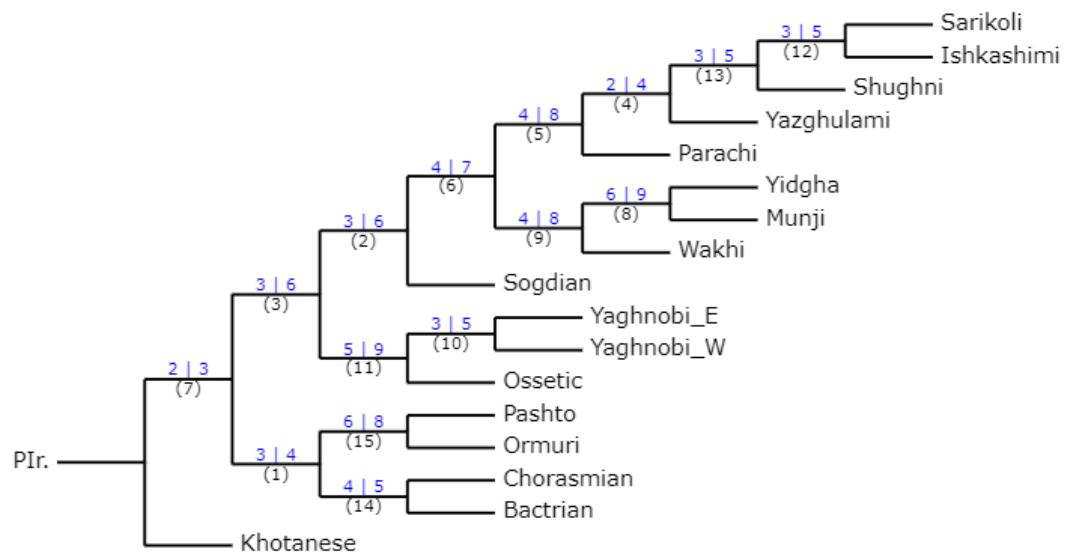 Sarikoli
3 | 5
(12)
Ishkashimi
3 | 5
(13)
Shughni
2 | 4
(4)
Yazghulami
4 | 8
(5)
Parachi
4 | 7
(6)
Yidgha
6 | 9
(8)
Munji
4 | 8
(9)
Wakhi
3 | 6
(2)
Sogdian
3 | 6
(3)
Yaghnobi_E
3 | 5
(10)
Yaghnobi_W
5 | 9
(11)
Ossetic
2 | 3
(7)
Pashto
6 | 8
(15)
Ormuri
3 | 4
(1)
PIr.
Chorasmian
4 | 5
(14)
Bactrian
Khotanese